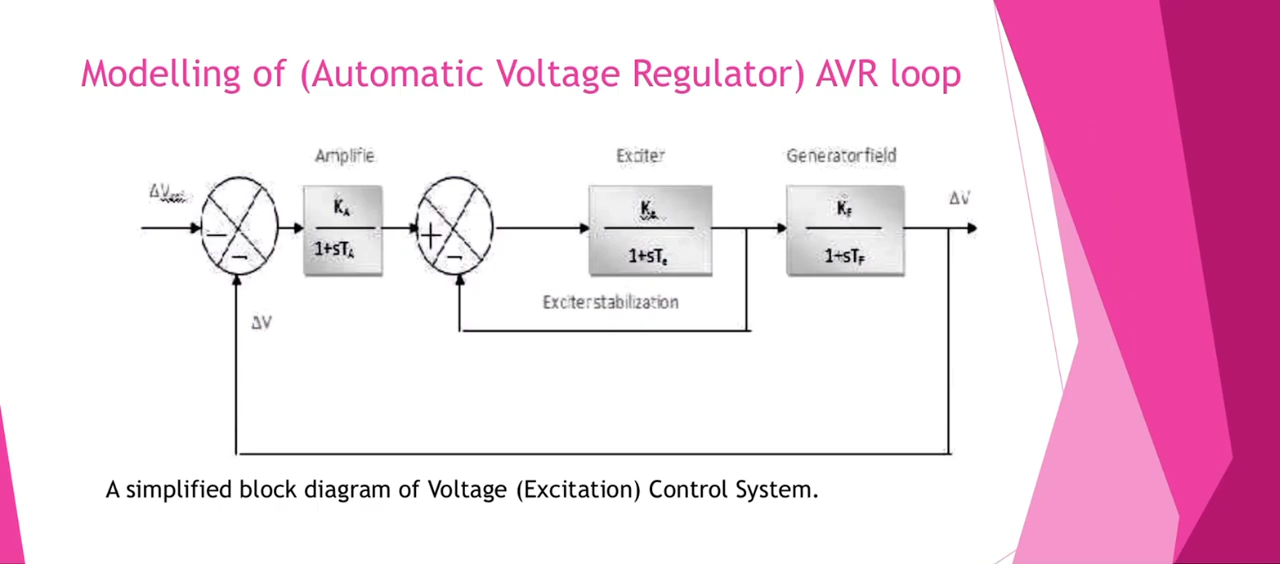 Modelling of (Automatic Voltage Regulator) AVR loop
Amplifie
Exciter
Generatorfield
ΔV
K_A
1+sT_A
+
−
−
−
K_e
1+sT_e
K_F
1+sT_F
ΔV
Exciterstabilization
ΔV
A simplified block diagram of Voltage (Excitation) Control System.